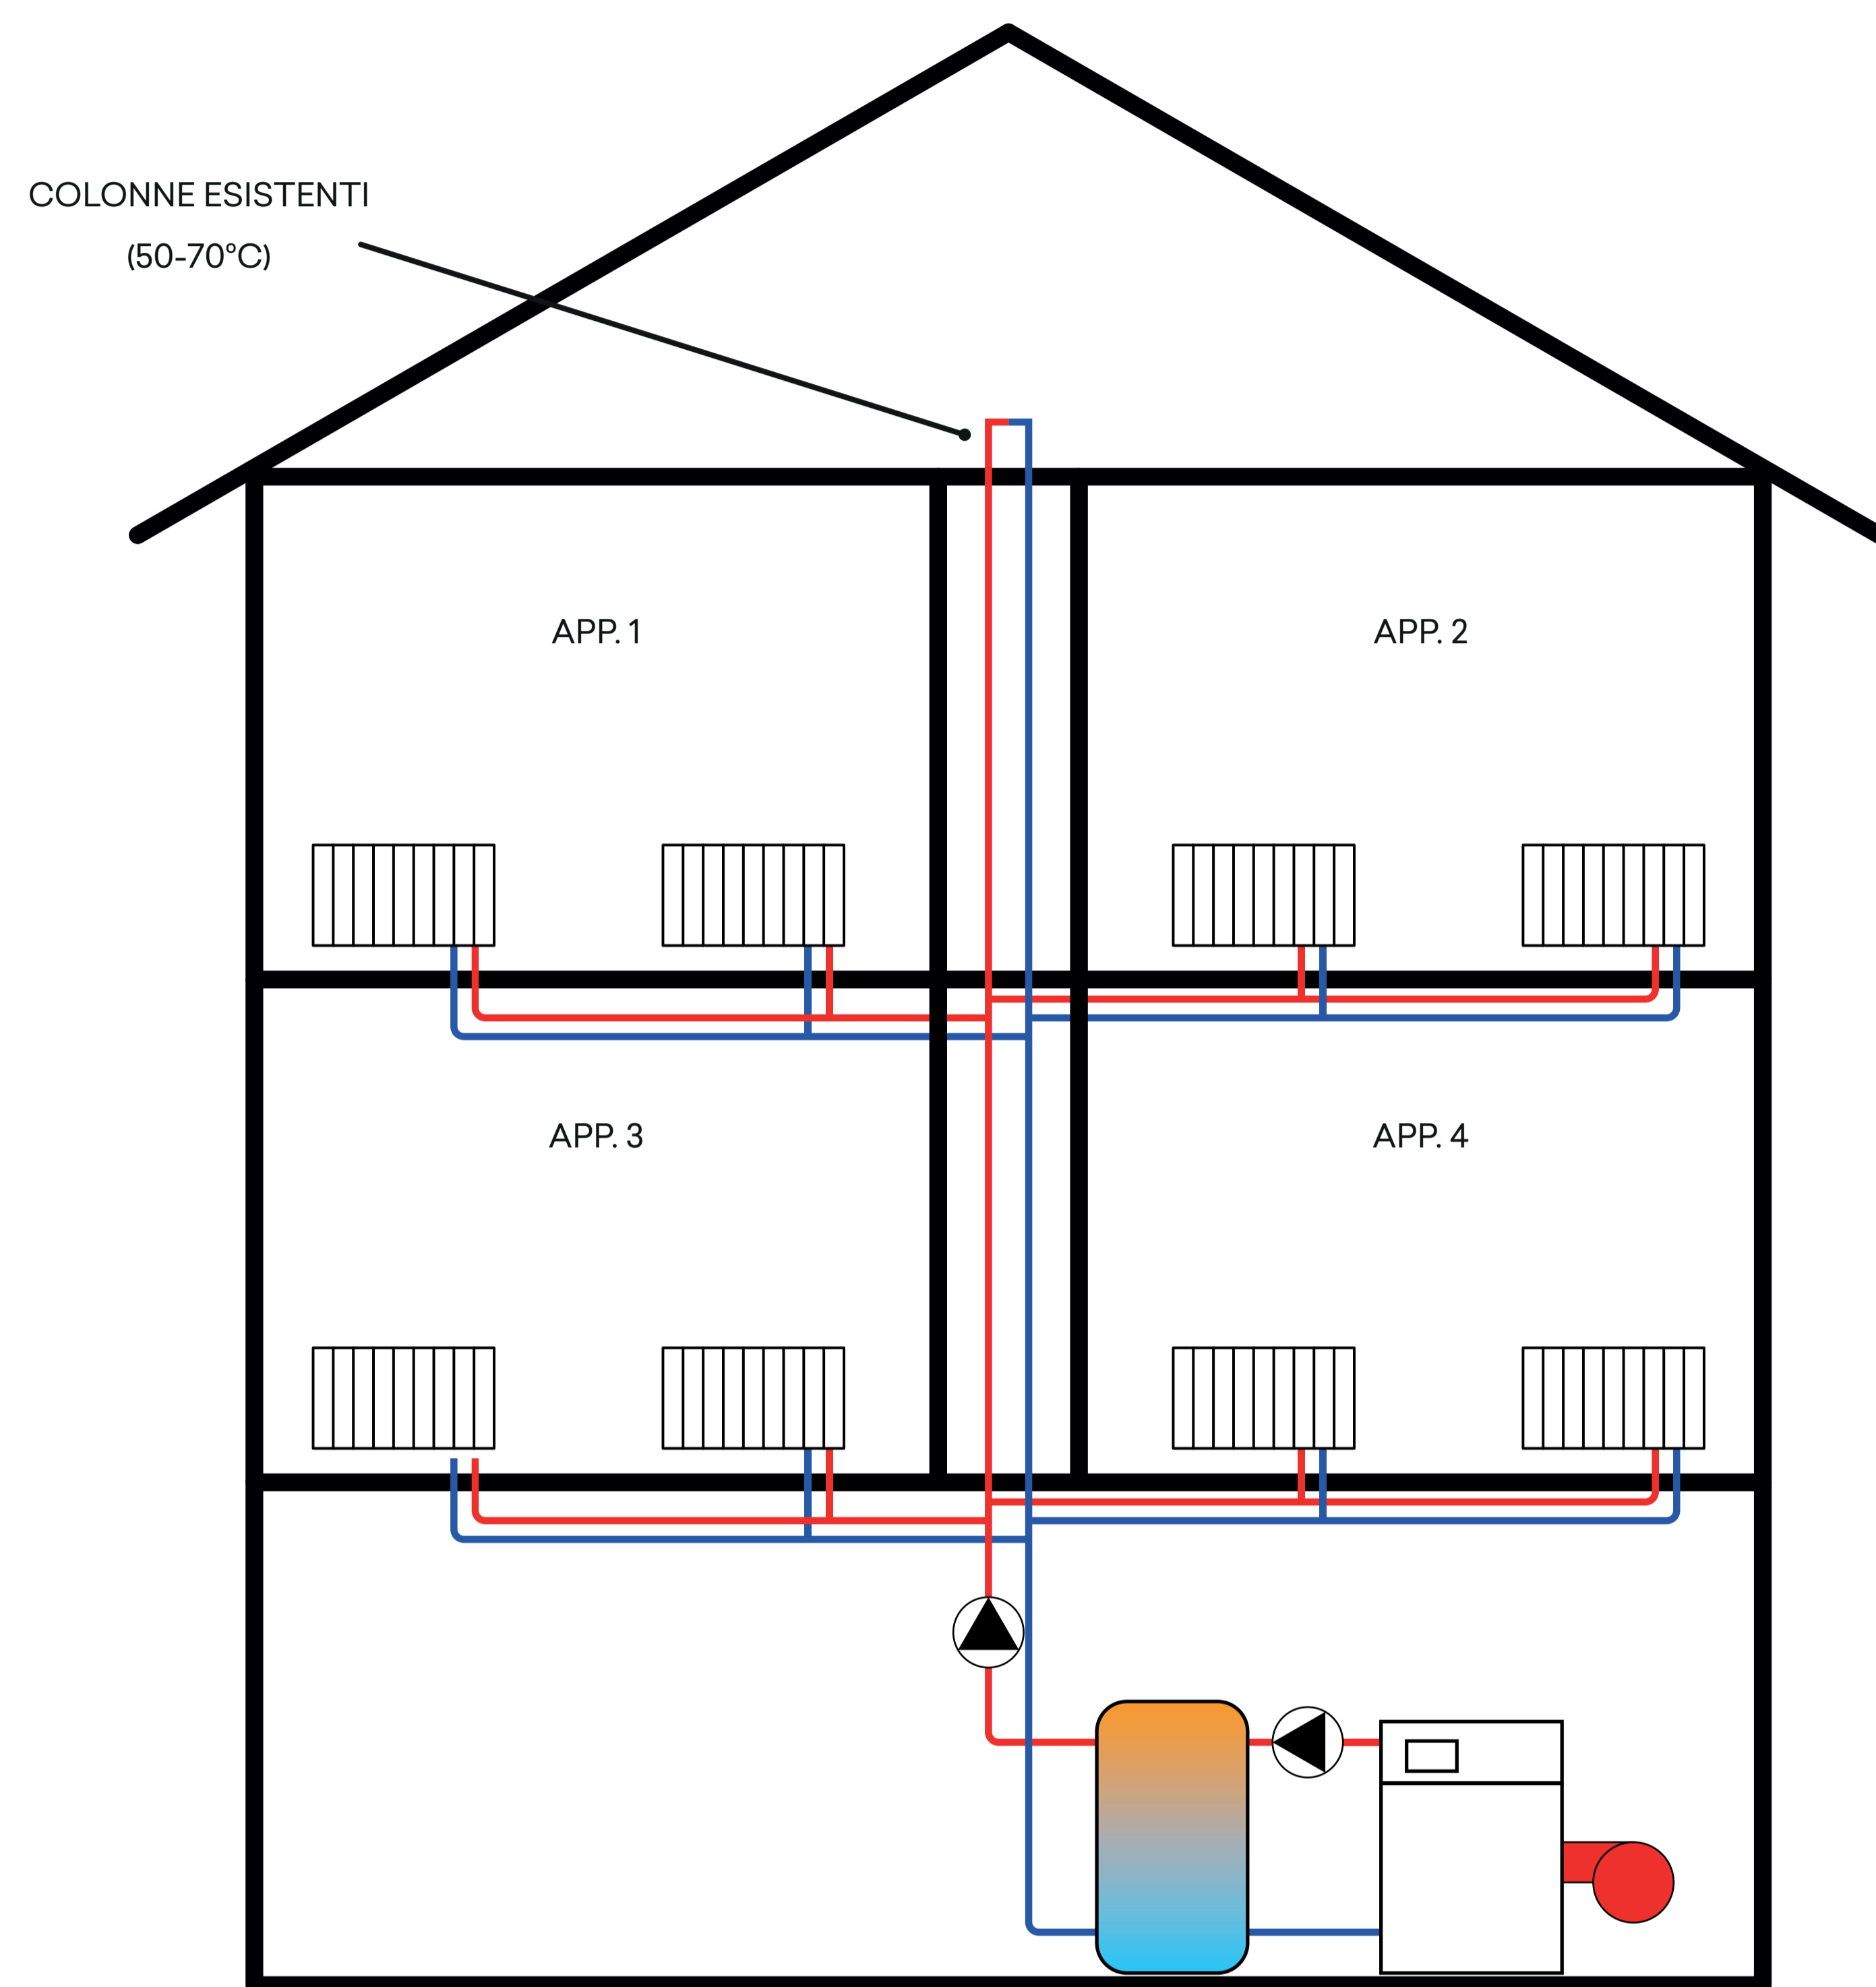 COLONNE ESISTENTI
(50-70°C)
APP. 1
APP. 2
APP. 3
APP. 4